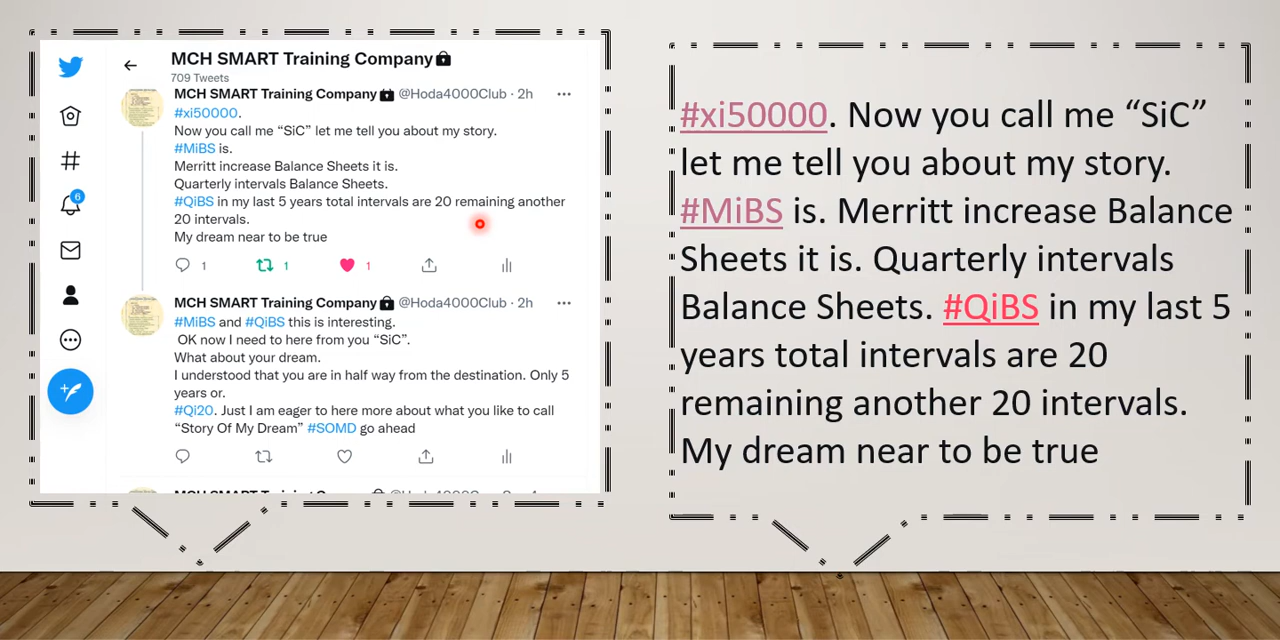 MCH SMART Training Company
709 Tweets
MCH SMART Training Company @Hoda4000Club · 2h
#xi50000.
Now you call me “SiC” let me tell you about my story.
#MiBS is.
Merritt increase Balance Sheets it is.
Quarterly intervals Balance Sheets.
#QiBS in my last 5 years total intervals are 20 remaining another
20 intervals.
My dream near to be true
1 1 1
6
MCH SMART Training Company @Hoda4000Club · 2h
#MiBS and #QiBS this is interesting.
OK now I need to here from you “SiC”.
What about your dream.
I understood that you are in half way from the destination. Only 5
years or.
#Qi20. Just I am eager to here more about what you like to call
“Story Of My Dream” #SOMD go ahead
#xi50000. Now you call me “SiC”
let me tell you about my story.
#MiBS is. Merritt increase Balance
Sheets it is. Quarterly intervals
Balance Sheets. #QiBS in my last 5
years total intervals are 20
remaining another 20 intervals.
My dream near to be true